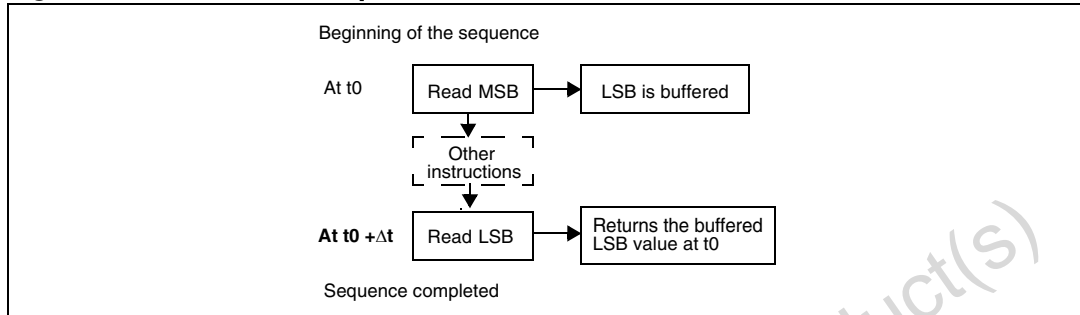 Beginning of the sequence
At t0
Read MSB
LSB is buffered
Other
instructions
At t0 +Δt
Read LSB
Returns the buffered
LSB value at t0
Sequence completed
uct(s)